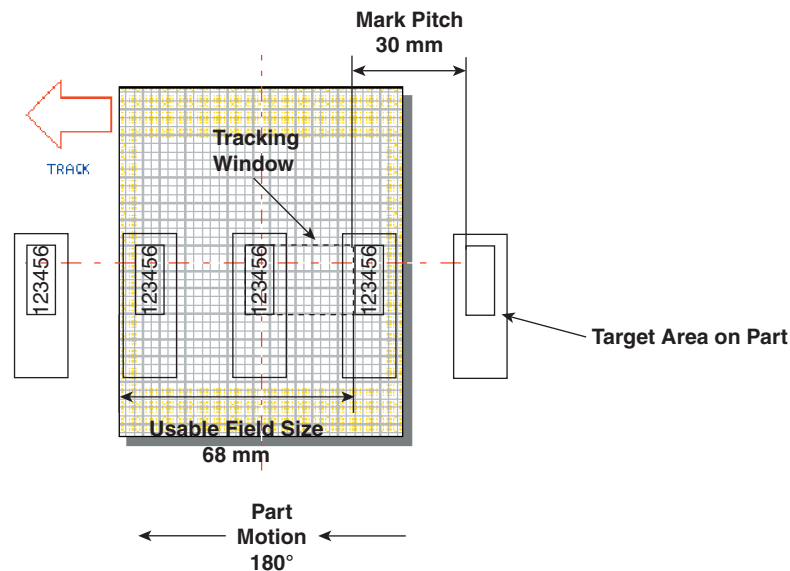 Mark Pitch
30 mm
Tracking
Window
TRACK
123456
123456
123456
123456
Target Area on Part
Usable Field Size
68 mm
Part
Motion
180°